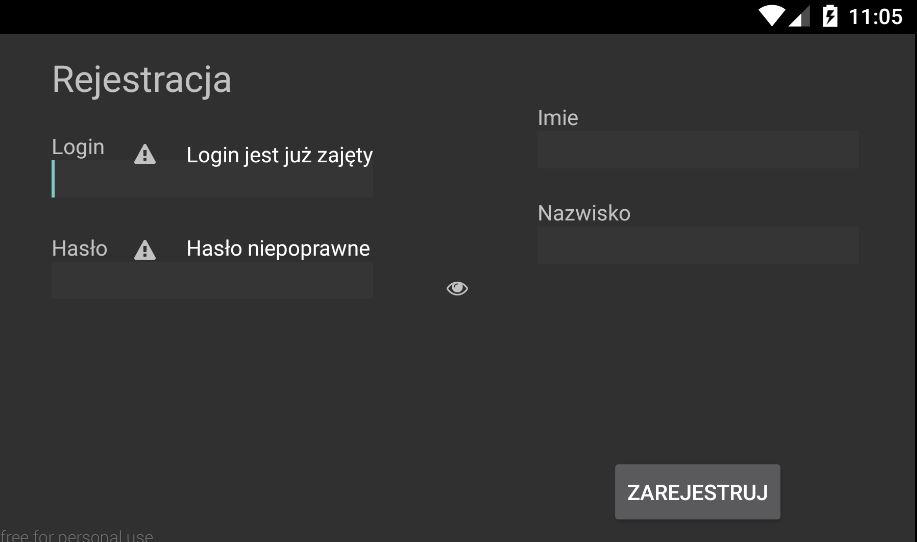 11:05
Rejestracja
Login
Login jest już zajęty
Hasło
Hasło niepoprawne
Imie
Nazwisko
ZAREJESTRUJ
free for personal use